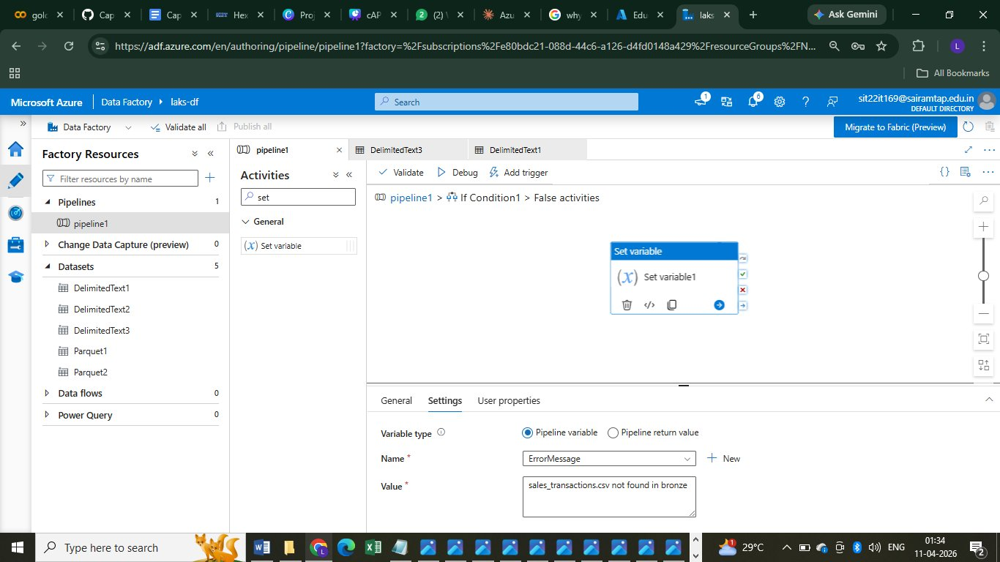 golc
Cap
Cap
Hex
Proj
cAP
(2) \
Azu
why
Edu
laks
Ask Gemini
https://adf.azure.com/en/authoring/pipeline/pipeline1?factory=%2Fsubscriptions%2Fe80bdc21-088d-44c6-a126-d4fd0148a429%2FresourceGroups%2FN...
All Bookmarks
Microsoft Azure
Data Factory
laks-df
Search
1
6
sit22it169@sairamtap.edu.in
DEFAULT DIRECTORY
Data Factory
Validate all
Publish all
Migrate to Fabric (Preview)
Factory Resources
Filter resources by name
Pipelines 1
pipeline1
Change Data Capture (preview) 0
Datasets 5
DelimitedText1
DelimitedText2
DelimitedText3
Parquet1
Parquet2
Data flows 0
Power Query 0
pipeline1
DelimitedText3
DelimitedText1
Activities
set
General
(x) Set variable
Validate
Debug
Add trigger
pipeline1 > If Condition1 > False activities
Set variable
(x) Set variable1
General
Settings
User properties
Variable type
Pipeline variable
Pipeline return value
Name *
ErrorMessage
New
Value *
sales_transactions.csv not found in bronze
Type here to search
1
29°C
ENG
01:34
11-04-2026
2